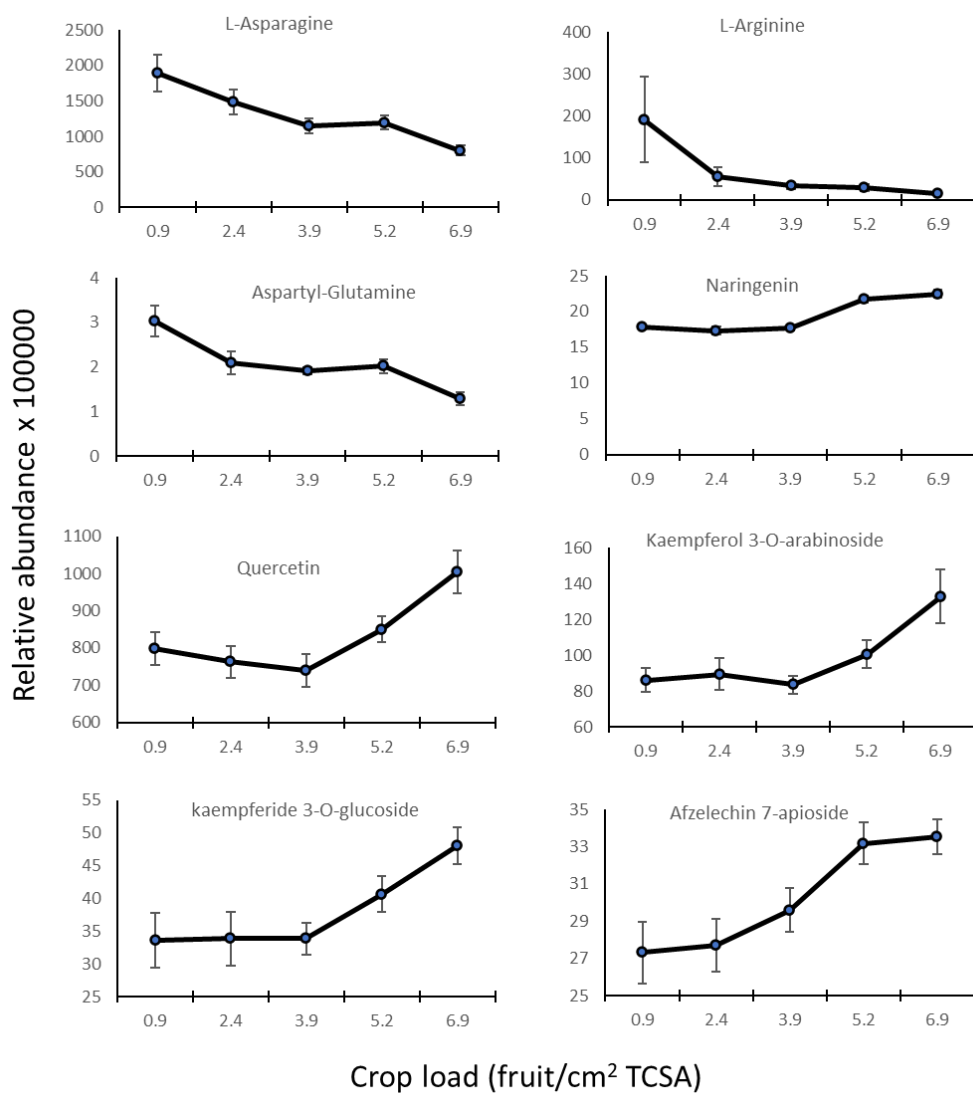 L-Asparagine
2500
2000
1500
1000
500
0
0.9 2.4 3.9 5.2 6.9
L-Arginine
400
300
200
100
0
0.9 2.4 3.9 5.2 6.9
Aspartyl-Glutamine
4
3
2
1
0
0.9 2.4 3.9 5.2 6.9
Naringenin
25
20
15
10
5
0
0.9 2.4 3.9 5.2 6.9
Relative abundance x 100000
Quercetin
1100
1000
900
800
700
600
0.9 2.4 3.9 5.2 6.9
Kaempferol 3-O-arabinoside
160
140
120
100
80
60
0.9 2.4 3.9 5.2 6.9
kaempferide 3-O-glucoside
55
50
45
40
35
30
25
0.9 2.4 3.9 5.2 6.9
Afzelechin 7-apioside
35
33
31
29
27
25
0.9 2.4 3.9 5.2 6.9
Crop load (fruit/cm² TCSA)